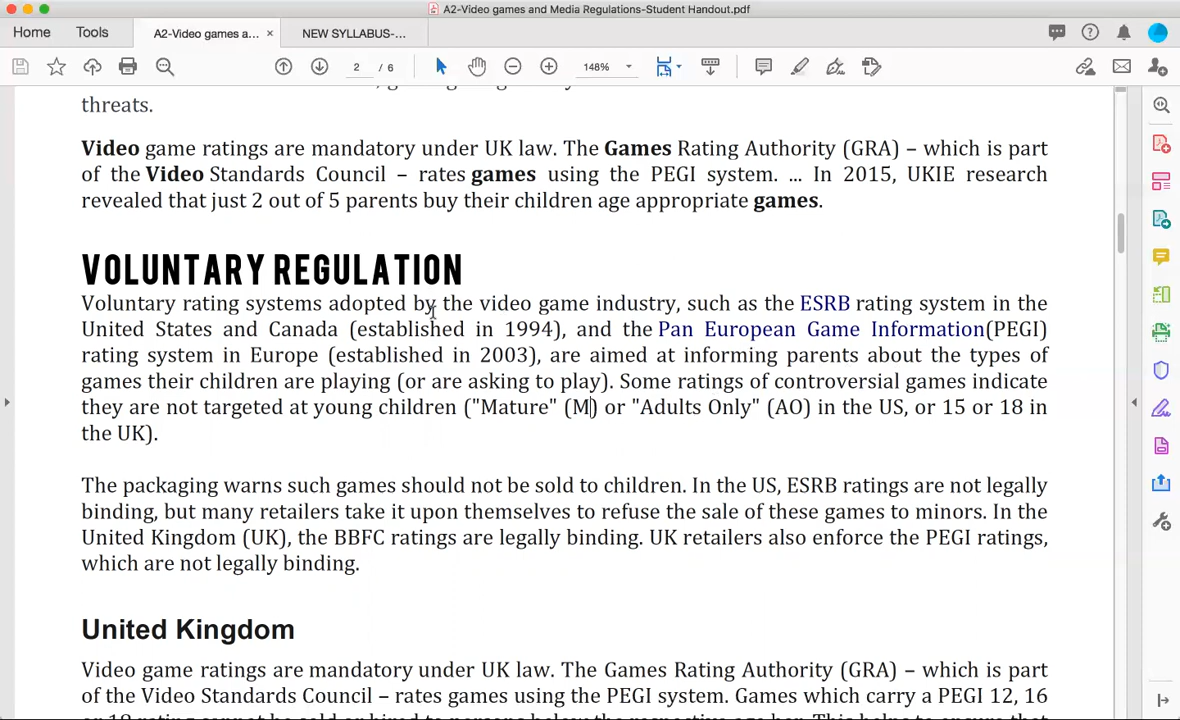 A2-Video games and Media Regulations-Student Handout.pdf
Home Tools A2-Video games a... × NEW SYLLABUS-...
2 / 6 148%
threats.
Video game ratings are mandatory under UK law. The Games Rating Authority (GRA) – which is part
of the Video Standards Council – rates games using the PEGI system. ... In 2015, UKIE research
revealed that just 2 out of 5 parents buy their children age appropriate games.
VOLUNTARY REGULATION
Voluntary rating systems adopted by the video game industry, such as the ESRB rating system in the
United States and Canada (established in 1994), and the Pan European Game Information(PEGI)
rating system in Europe (established in 2003), are aimed at informing parents about the types of
games their children are playing (or are asking to play). Some ratings of controversial games indicate
they are not targeted at young children ("Mature" (M) or "Adults Only" (AO) in the US, or 15 or 18 in
the UK).
The packaging warns such games should not be sold to children. In the US, ESRB ratings are not legally
binding, but many retailers take it upon themselves to refuse the sale of these games to minors. In the
United Kingdom (UK), the BBFC ratings are legally binding. UK retailers also enforce the PEGI ratings,
which are not legally binding.
United Kingdom
Video game ratings are mandatory under UK law. The Games Rating Authority (GRA) – which is part
of the Video Standards Council – rates games using the PEGI system. Games which carry a PEGI 12, 16